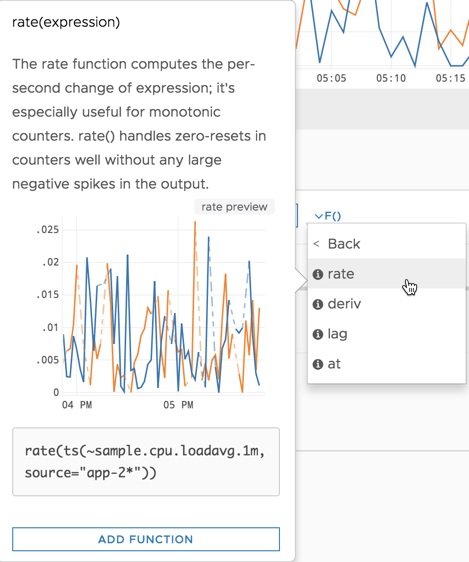 rate(expression)
The rate function computes the per-
second change of expression; it's
especially useful for monotonic
counters. rate() handles zero-resets in
counters well without any large
negative spikes in the output.
rate preview
.025
.02
.015
.01
.005
0
04 PM 05 PM
rate(ts(~sample.cpu.loadavg.1m,
source="app-2*"))
ADD FUNCTION
05:05 05:10 05:15
F()
< Back
rate
deriv
lag
at